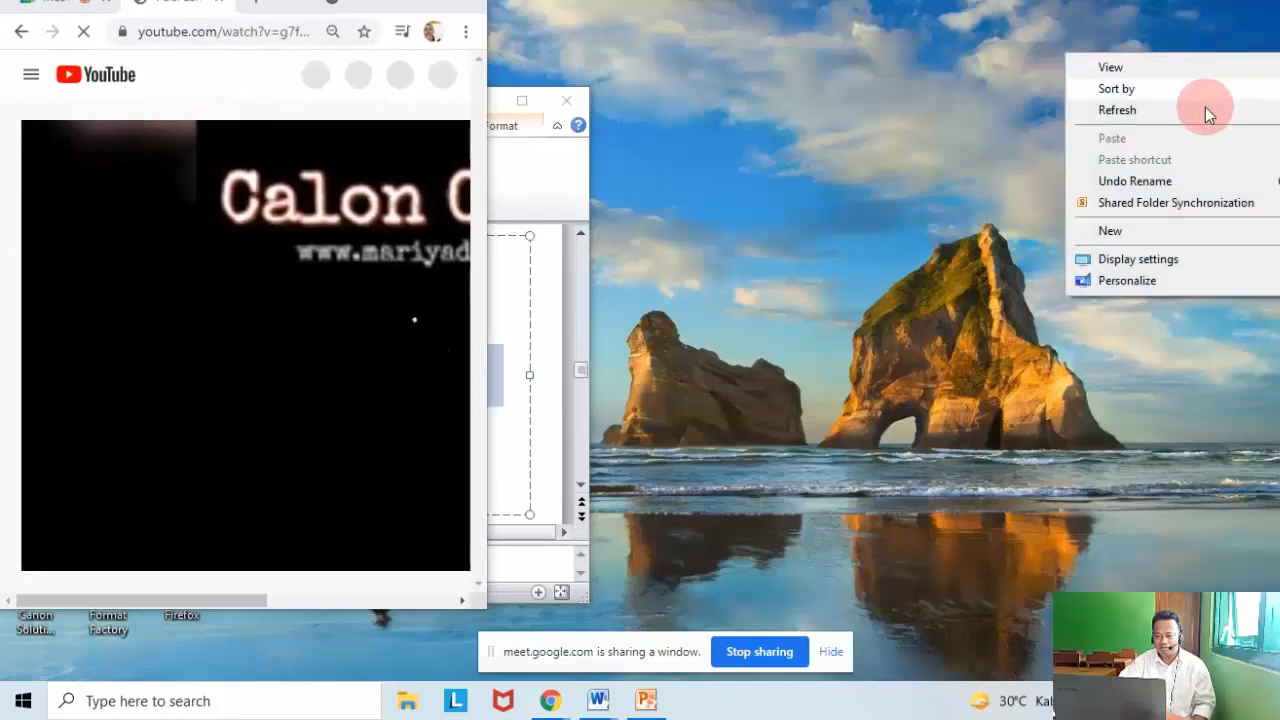 youtube.com/watch?v=g7f...
YouTube
Calon
www.mariyad
Format
View
Sort by
Refresh
Paste
Paste shortcut
Undo Rename
Shared Folder Synchronization
New
Display settings
Personalize
Canon
Soluti...
Format
Factory
Firefox
meet.google.com is sharing a window.
Stop sharing
Hide
Type here to search
30°C